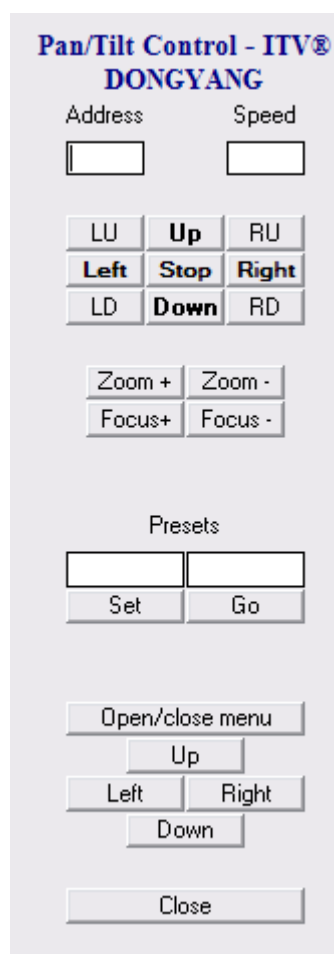 Pan/Tilt Control - ITV®
DONGYANG
Address Speed
LU Up RU
Left Stop Right
LD Down RD
Zoom + Zoom -
Focus+ Focus -
Presets
Set Go
Open/close menu
Up
Left Right
Down
Close